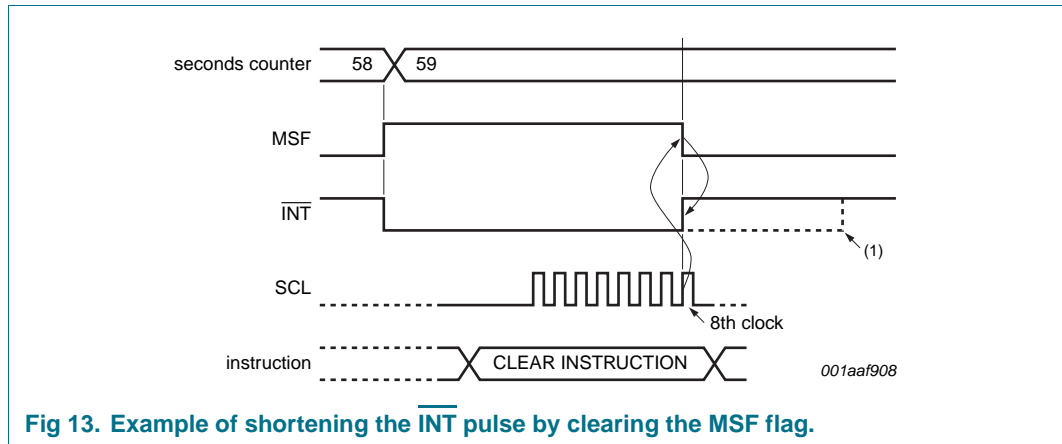 seconds counter 58 59
MSF
INT
(1)
SCL
8th clock
instruction CLEAR INSTRUCTION
001aaf908
Fig 13. Example of shortening the INT pulse by clearing the MSF flag.